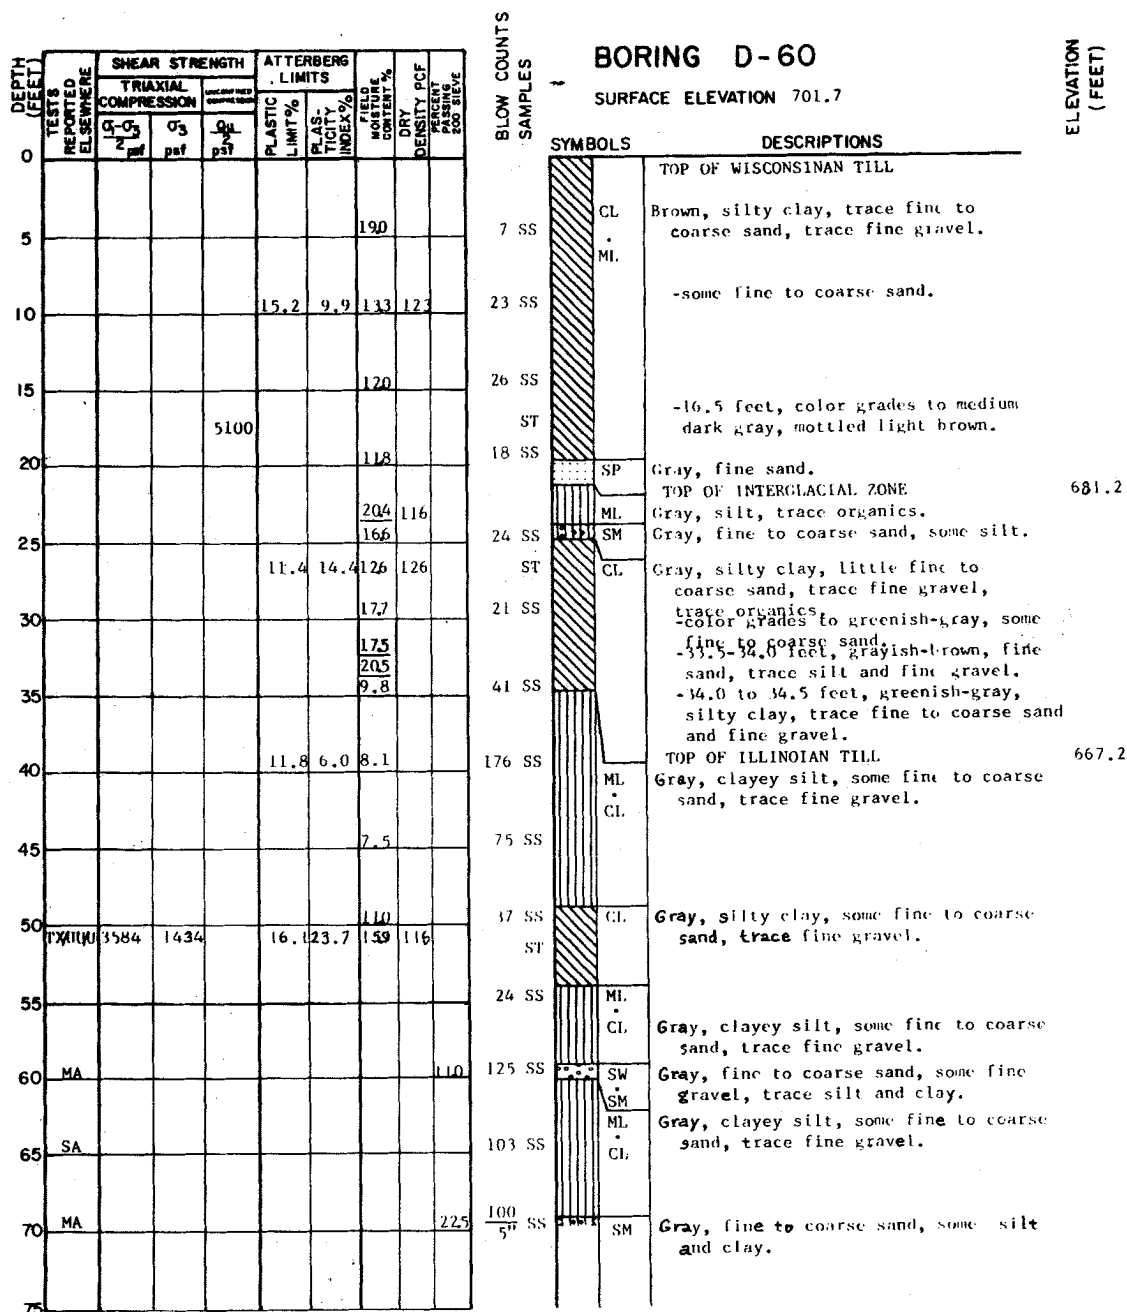 BORING D-60
SURFACE ELEVATION 701.7
DEPTH (FEET)
TESTS REPORTED ELSEWHERE
SHEAR STRENGTH
TRIAXIAL COMPRESSION
UNCONFINED COMPRESSION
σ1-σ3 / 2 psf
σ3 psf
qu / 2 psf
ATTERBERG LIMITS
PLASTIC LIMIT %
PLAS-TICITY INDEX %
FIELD MOISTURE CONTENT %
DRY DENSITY PCF
PERCENT PASSING 200 SIEVE
BLOW COUNTS
SAMPLES
SYMBOLS
DESCRIPTIONS
ELEVATION (FEET)
0
TOP OF WISCONSINAN TILL
CL
Brown, silty clay, trace fine to
coarse sand, trace fine gravel.
19.0
7 SS
5
ML
-some fine to coarse sand.
15.2 9.9 13.3 123
23 SS
10
12.0
26 SS
15
-16.5 feet, color grades to medium
dark gray, mottled light brown.
5100
ST
11.8
18 SS
20
SP
Gray, fine sand.
TOP OF INTERGLACIAL ZONE
681.2
20.4 116
ML
Gray, silt, trace organics.
16.6
24 SS
SM
Gray, fine to coarse sand, some silt.
25
11.4 14.4 12.6 126
ST
CL
Gray, silty clay, little fine to
coarse sand, trace fine gravel,
trace organics.
17.7
21 SS
30
-color grades to greenish-gray, some
fine to coarse sand.
17.5
-33.5-34.0 feet, grayish-brown, fine
sand, trace silt and fine gravel.
20.5
9.8
41 SS
35
-34.0 to 34.5 feet, greenish-gray,
silty clay, trace fine to coarse sand
and fine gravel.
TOP OF ILLINOIAN TILL
667.2
11.8 6.0 8.1
176 SS
40
ML
CL
Gray, clayey silt, some fine to coarse
sand, trace fine gravel.
7.5
75 SS
45
11.0
37 SS
CL
Gray, silty clay, some fine to coarse
sand, trace fine gravel.
50
TX/UU 3584 1434 16.1 23.7 15.9 116
ST
24 SS
ML
55
CL
Gray, clayey silt, some fine to coarse
sand, trace fine gravel.
MA
11.0
125 SS
60
SW
SM
Gray, fine to coarse sand, some fine
gravel, trace silt and clay.
ML
CL
Gray, clayey silt, some fine to coarse
sand, trace fine gravel.
SA
103 SS
65
MA
22.5
100/5" SS
70
SM
Gray, fine to coarse sand, some silt
and clay.
75